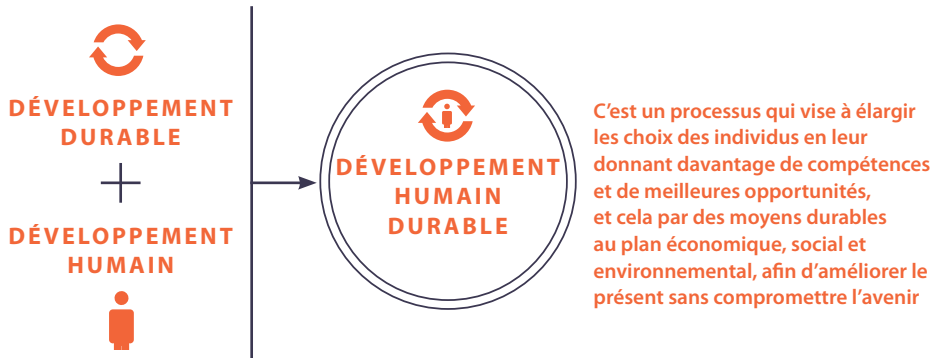 DÉVELOPPEMENT
DURABLE
+
DÉVELOPPEMENT
HUMAIN
DÉVELOPPEMENT
HUMAIN
DURABLE
C’est un processus qui vise à élargir
les choix des individus en leur
donnant davantage de compétences
et de meilleures opportunités,
et cela par des moyens durables
au plan économique, social et
environnemental, afin d’améliorer le
présent sans compromettre l’avenir